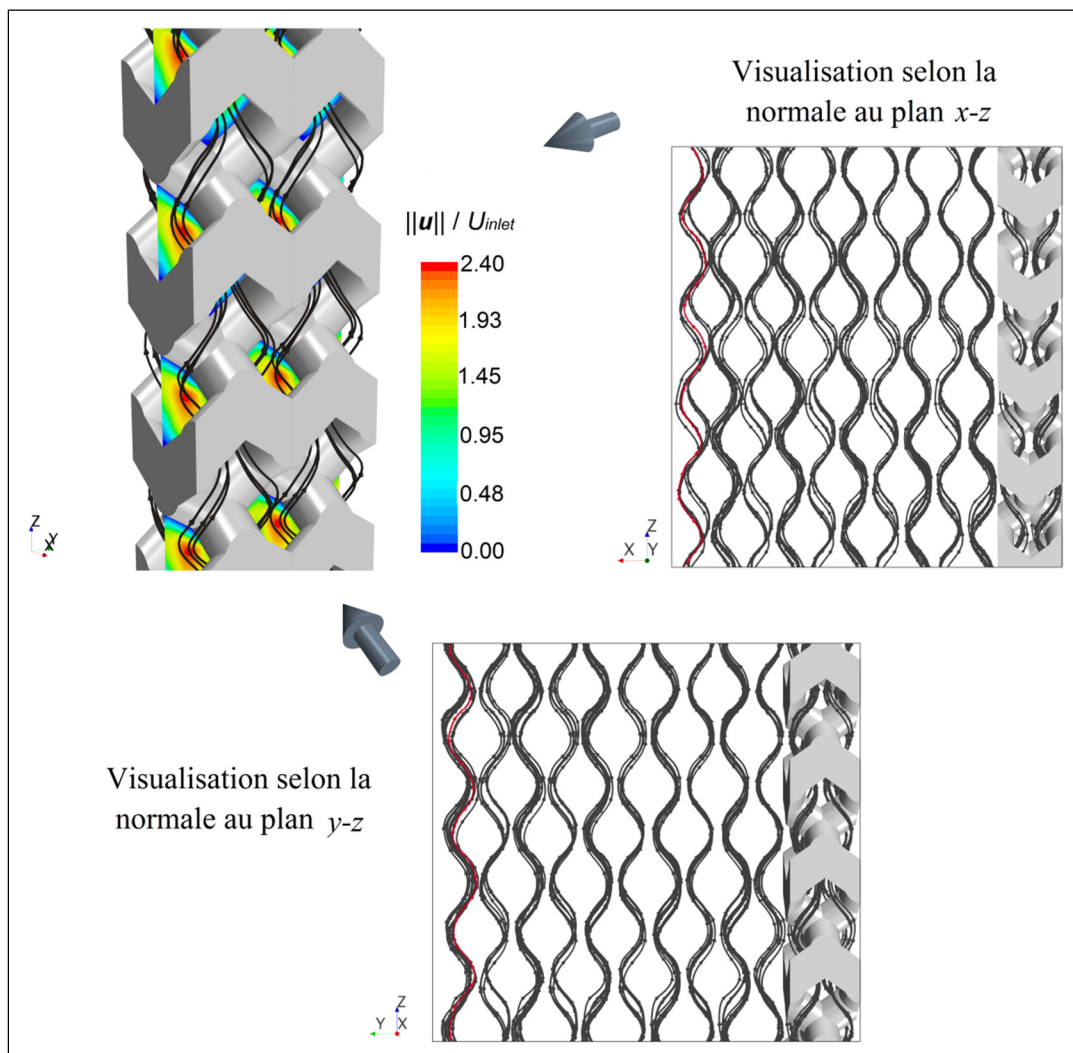 Visualisation selon la
normale au plan x-z
||u|| / Uinlet
2.40
1.93
1.45
0.95
0.48
0.00
Z
Y
X
Z
X Y
Visualisation selon la
normale au plan y-z
Z
Y X